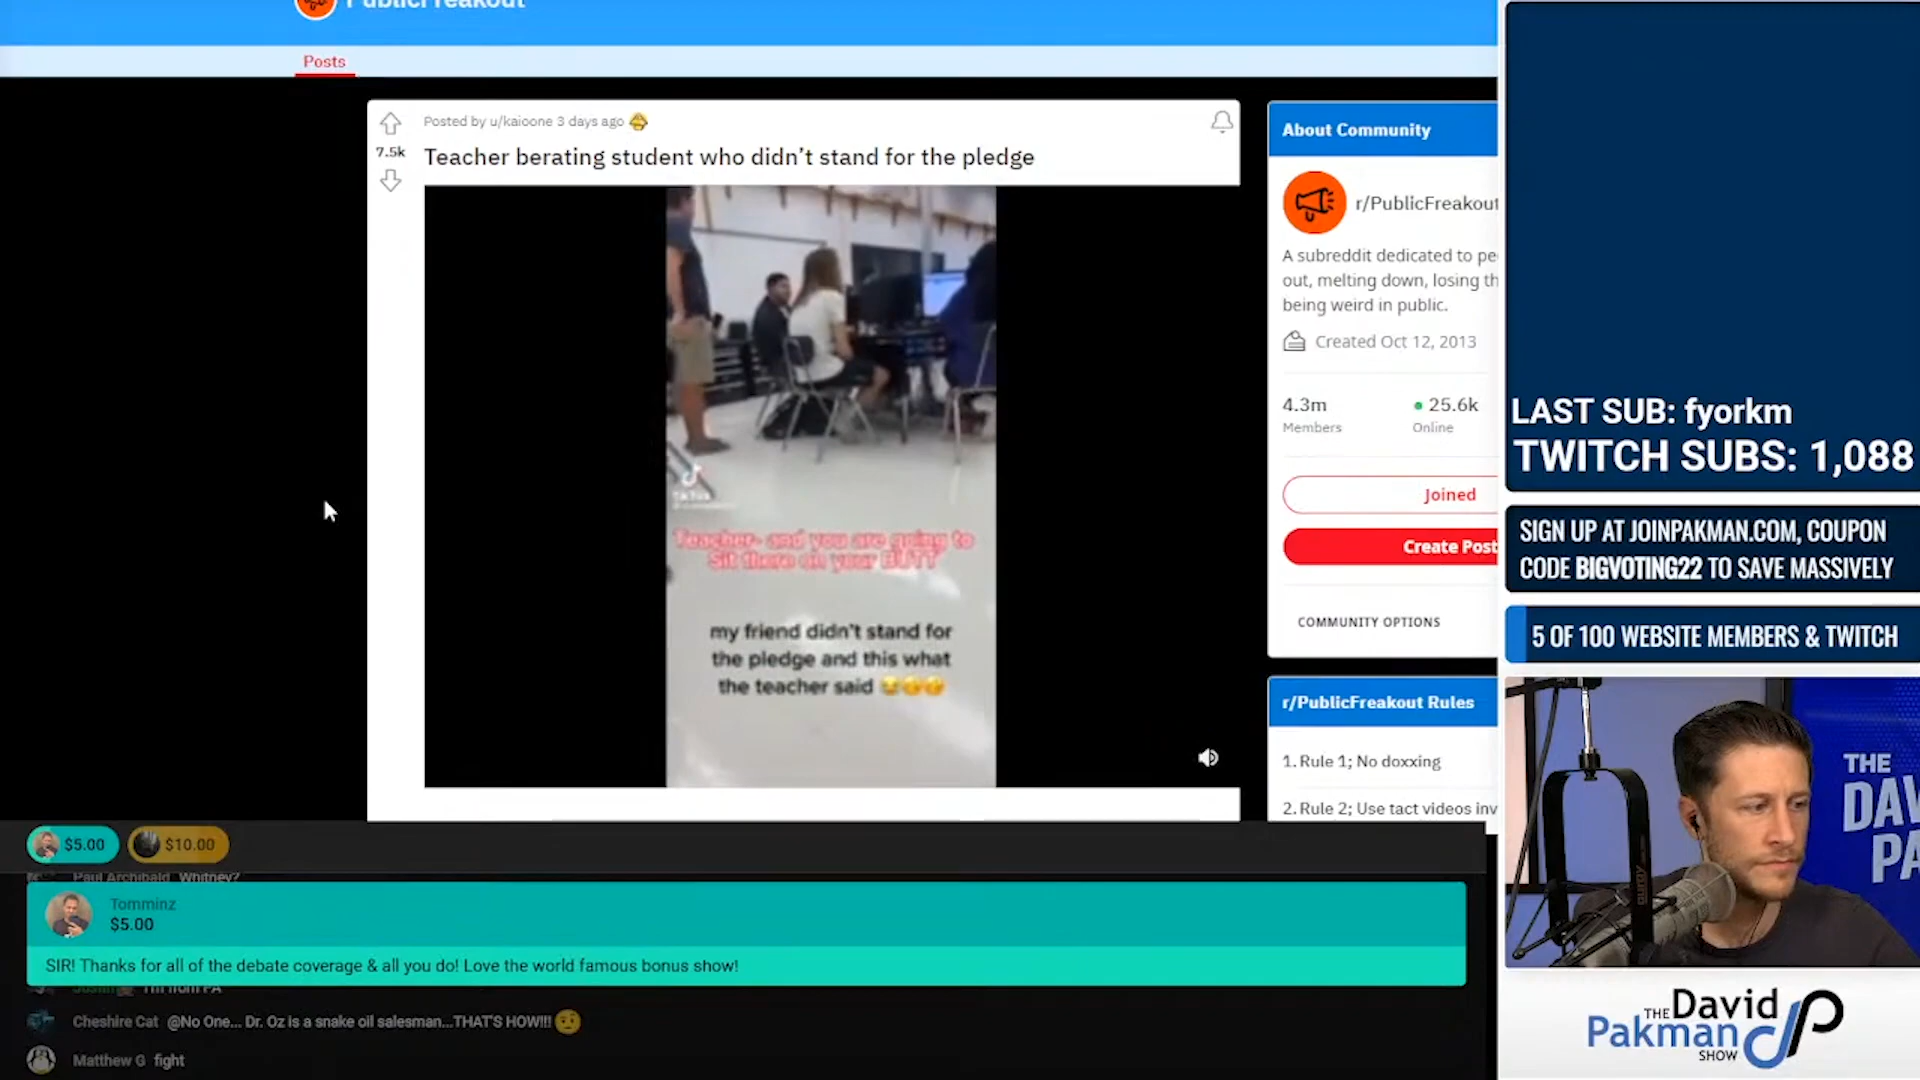 PublicFreakout
Posts
Posted by u/kaioone 3 days ago
7.5k
Teacher berating student who didn’t stand for the pledge
TikTok
Teacher- and you are going to
Sit there on your BUTT
my friend didn't stand for
the pledge and this what
the teacher said
About Community
r/PublicFreakout
A subreddit dedicated to pe
out, melting down, losing th
being weird in public.
Created Oct 12, 2013
4.3m
25.6k
Members
Online
Joined
Create Post
COMMUNITY OPTIONS
r/PublicFreakout Rules
1. Rule 1; No doxxing
2. Rule 2; Use tact videos inv
LAST SUB: fyorkm
TWITCH SUBS: 1,088
SIGN UP AT JOINPAKMAN.COM, COUPON
CODE BIGVOTING22 TO SAVE MASSIVELY
5 OF 100 WEBSITE MEMBERS & TWITCH
THE
DAV
PA
THE David
Pakman
SHOW
$5.00
$10.00
Paul Archibald Whitney?
Tomminz
$5.00
SIR! Thanks for all of the debate coverage & all you do! Love the world famous bonus show!
Justin I'm from PA
Cheshire Cat @No One... Dr. Oz is a snake oil salesman...THAT'S HOW!!!
Matthew G fight